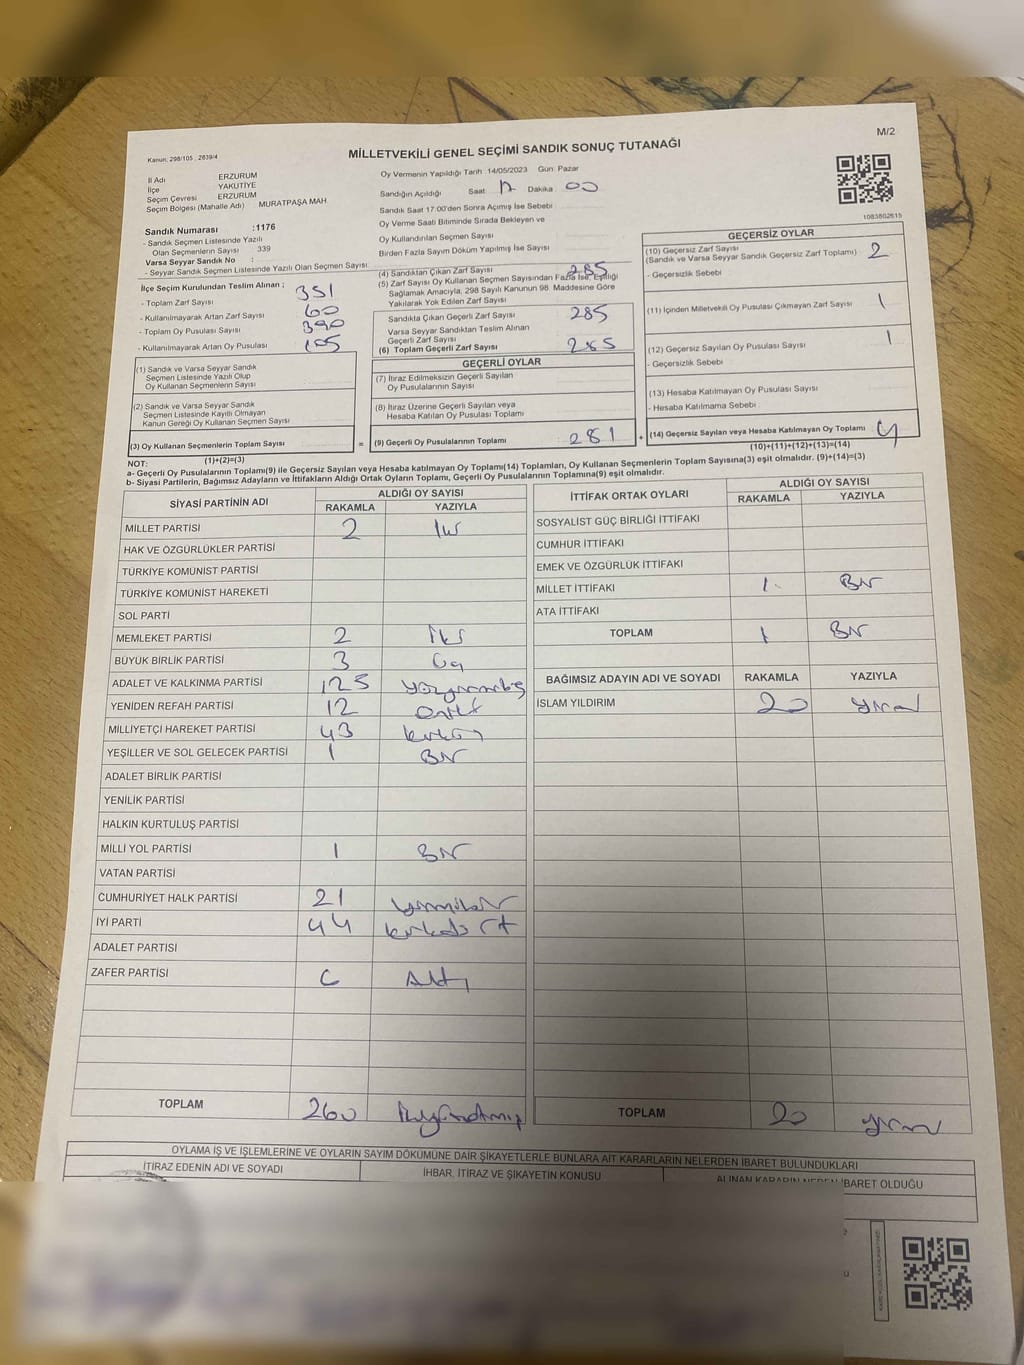 M/2
Kanun: 298/105 , 2839/4
MİLLETVEKİLİ GENEL SEÇİMİ SANDIK SONUÇ TUTANAĞI
İl Adı ERZURUM
İlçe YAKUTİYE
Seçim Çevresi ERZURUM
Seçim Bölgesi (Mahalle Adı) MURATPAŞA MAH
Oy Vermenin Yapıldığı Tarih 14/05/2023 Gün Pazar
Sandığın Açıldığı Saat Dakika 00
Sandık Saat 17:00'den Sonra Açımış İse Sebebi
Oy Verme Saati Bitiminde Sırada Bekleyen ve
Oy Kullandırılan Seçmen Sayısı
Birden Fazla Sayım Döküm Yapılmış İse Sayısı
1083802615
Sandık Numarası :1176
- Sandık Seçmen Listesinde Yazılı
Olan Seçmenlerin Sayısı 339
Varsa Seyyar Sandık No :
- Seyyar Sandık Seçmen Listesinde Yazılı Olan Seçmen Sayısı:
İlçe Seçim Kurulundan Teslim Alınan ;
- Toplam Zarf Sayısı 351
- Kullanılmayarak Artan Zarf Sayısı 60
- Toplam Oy Pusulası Sayısı 390
- Kullanılmayarak Artan Oy Pusulası 105
(1) Sandık ve Varsa Seyyar Sandık
Seçmen Listesinde Yazılı Olup
Oy Kullanan Seçmenlerin Sayısı
(2) Sandık ve Varsa Seyyar Sandık
Seçmen Listesinde Kayıtlı Olmayan
Kanun Gereği Oy Kullanan Seçmen Sayısı
(3) Oy Kullanan Seçmenlerin Toplam Sayısı =
(1)+(2)=(3)
(4) Sandıktan Çıkan Zarf Sayısı 285
(5) Zarf Sayısı Oy Kullanan Seçmen Sayısından Fazla İse, Eşitliği
Sağlamak Amacıyla, 298 Sayılı Kanunun 98. Maddesine Göre
Yakılarak Yok Edilen Zarf Sayısı
Sandıkta Çıkan Geçerli Zarf Sayısı 285
Varsa Seyyar Sandıktan Teslim Alınan
Geçerli Zarf Sayısı
(6) Toplam Geçerli Zarf Sayısı 285
GEÇERLİ OYLAR
(7) İtiraz Edilmeksizin Geçerli Sayılan
Oy Pusulalarının Sayısı
(8) İtiraz Üzerine Geçerli Sayılan veya
Hesaba Katılan Oy Pusulası Toplamı
(9) Geçerli Oy Pusulalarının Toplamı 281 +
GEÇERSİZ OYLAR
(10) Geçersiz Zarf Sayısı 2
(Sandık ve Varsa Seyyar Sandık Geçersiz Zarf Toplamı)
- Geçersizlik Sebebi
(11) İçinden Milletvekili Oy Pusulası Çıkmayan Zarf Sayısı 1
(12) Geçersiz Sayılan Oy Pusulası Sayısı 1
- Geçersizlik Sebebi
(13) Hesaba Katılmayan Oy Pusulası Sayısı
- Hesaba Katılmama Sebebi
(14) Geçersiz Sayılan veya Hesaba Katılmayan Oy Toplamı 4
(10)+(11)+(12)+(13)=(14)
NOT:
a- Geçerli Oy Pusulalarının Toplamı(9) ile Geçersiz Sayılan veya Hesaba katılmayan Oy Toplamı(14) Toplamları, Oy Kullanan Seçmenlerin Toplam Sayısına(3) eşit olmalıdır. (9)+(14)=(3)
b- Siyasi Partilerin, Bağımsız Adayların ve İttifakların Aldığı Ortak Oyların Toplamı, Geçerli Oy Pusulalarının Toplamına(9) eşit olmalıdır.
SİYASİ PARTİNİN ADI ALDIĞI OY SAYISI
RAKAMLA YAZIYLA
MİLLET PARTİSİ 2 iki
HAK VE ÖZGÜRLÜKLER PARTİSİ
TÜRKİYE KOMÜNİST PARTİSİ
TÜRKİYE KOMÜNİST HAREKETİ
SOL PARTİ
MEMLEKET PARTİSİ 2 iki
BÜYÜK BİRLİK PARTİSİ 3 üç
ADALET VE KALKINMA PARTİSİ 125 yüzyirmibeş
YENİDEN REFAH PARTİSİ 12 oniki
MİLLİYETÇİ HAREKET PARTİSİ 43 kırküç
YEŞİLLER VE SOL GELECEK PARTİSİ 1 Bir
ADALET BİRLİK PARTİSİ
YENİLİK PARTİSİ
HALKIN KURTULUŞ PARTİSİ
MİLLİ YOL PARTİSİ 1 Bir
VATAN PARTİSİ
CUMHURİYET HALK PARTİSİ 21 yirmibir
İYİ PARTİ 44 kırkdört
ADALET PARTİSİ
ZAFER PARTİSİ 6 Altı
TOPLAM 260 ikiyüzaltmış
İTTİFAK ORTAK OYLARI ALDIĞI OY SAYISI
RAKAMLA YAZIYLA
SOSYALİST GÜÇ BİRLİĞİ İTTİFAKI
CUMHUR İTTİFAKI
EMEK VE ÖZGÜRLÜK İTTİFAKI
MİLLET İTTİFAKI 1 Bir
ATA İTTİFAKI
TOPLAM 1 Bir
BAĞIMSIZ ADAYIN ADI VE SOYADI RAKAMLA YAZIYLA
İSLAM YILDIRIM 20 yirmi
TOPLAM 20 yirmi
OYLAMA İŞ VE İŞLEMLERİNE VE OYLARIN SAYIM DÖKÜMÜNE DAİR ŞİKAYETLERLE BUNLARA AİT KARARLARIN NELERDEN İBARET BULUNDUKLARI
İTİRAZ EDENİN ADI VE SOYADI
İHBAR, İTİRAZ VE ŞİKAYETİN KONUSU
ALINAN KARARIN NEDEN İBARET OLDUĞU